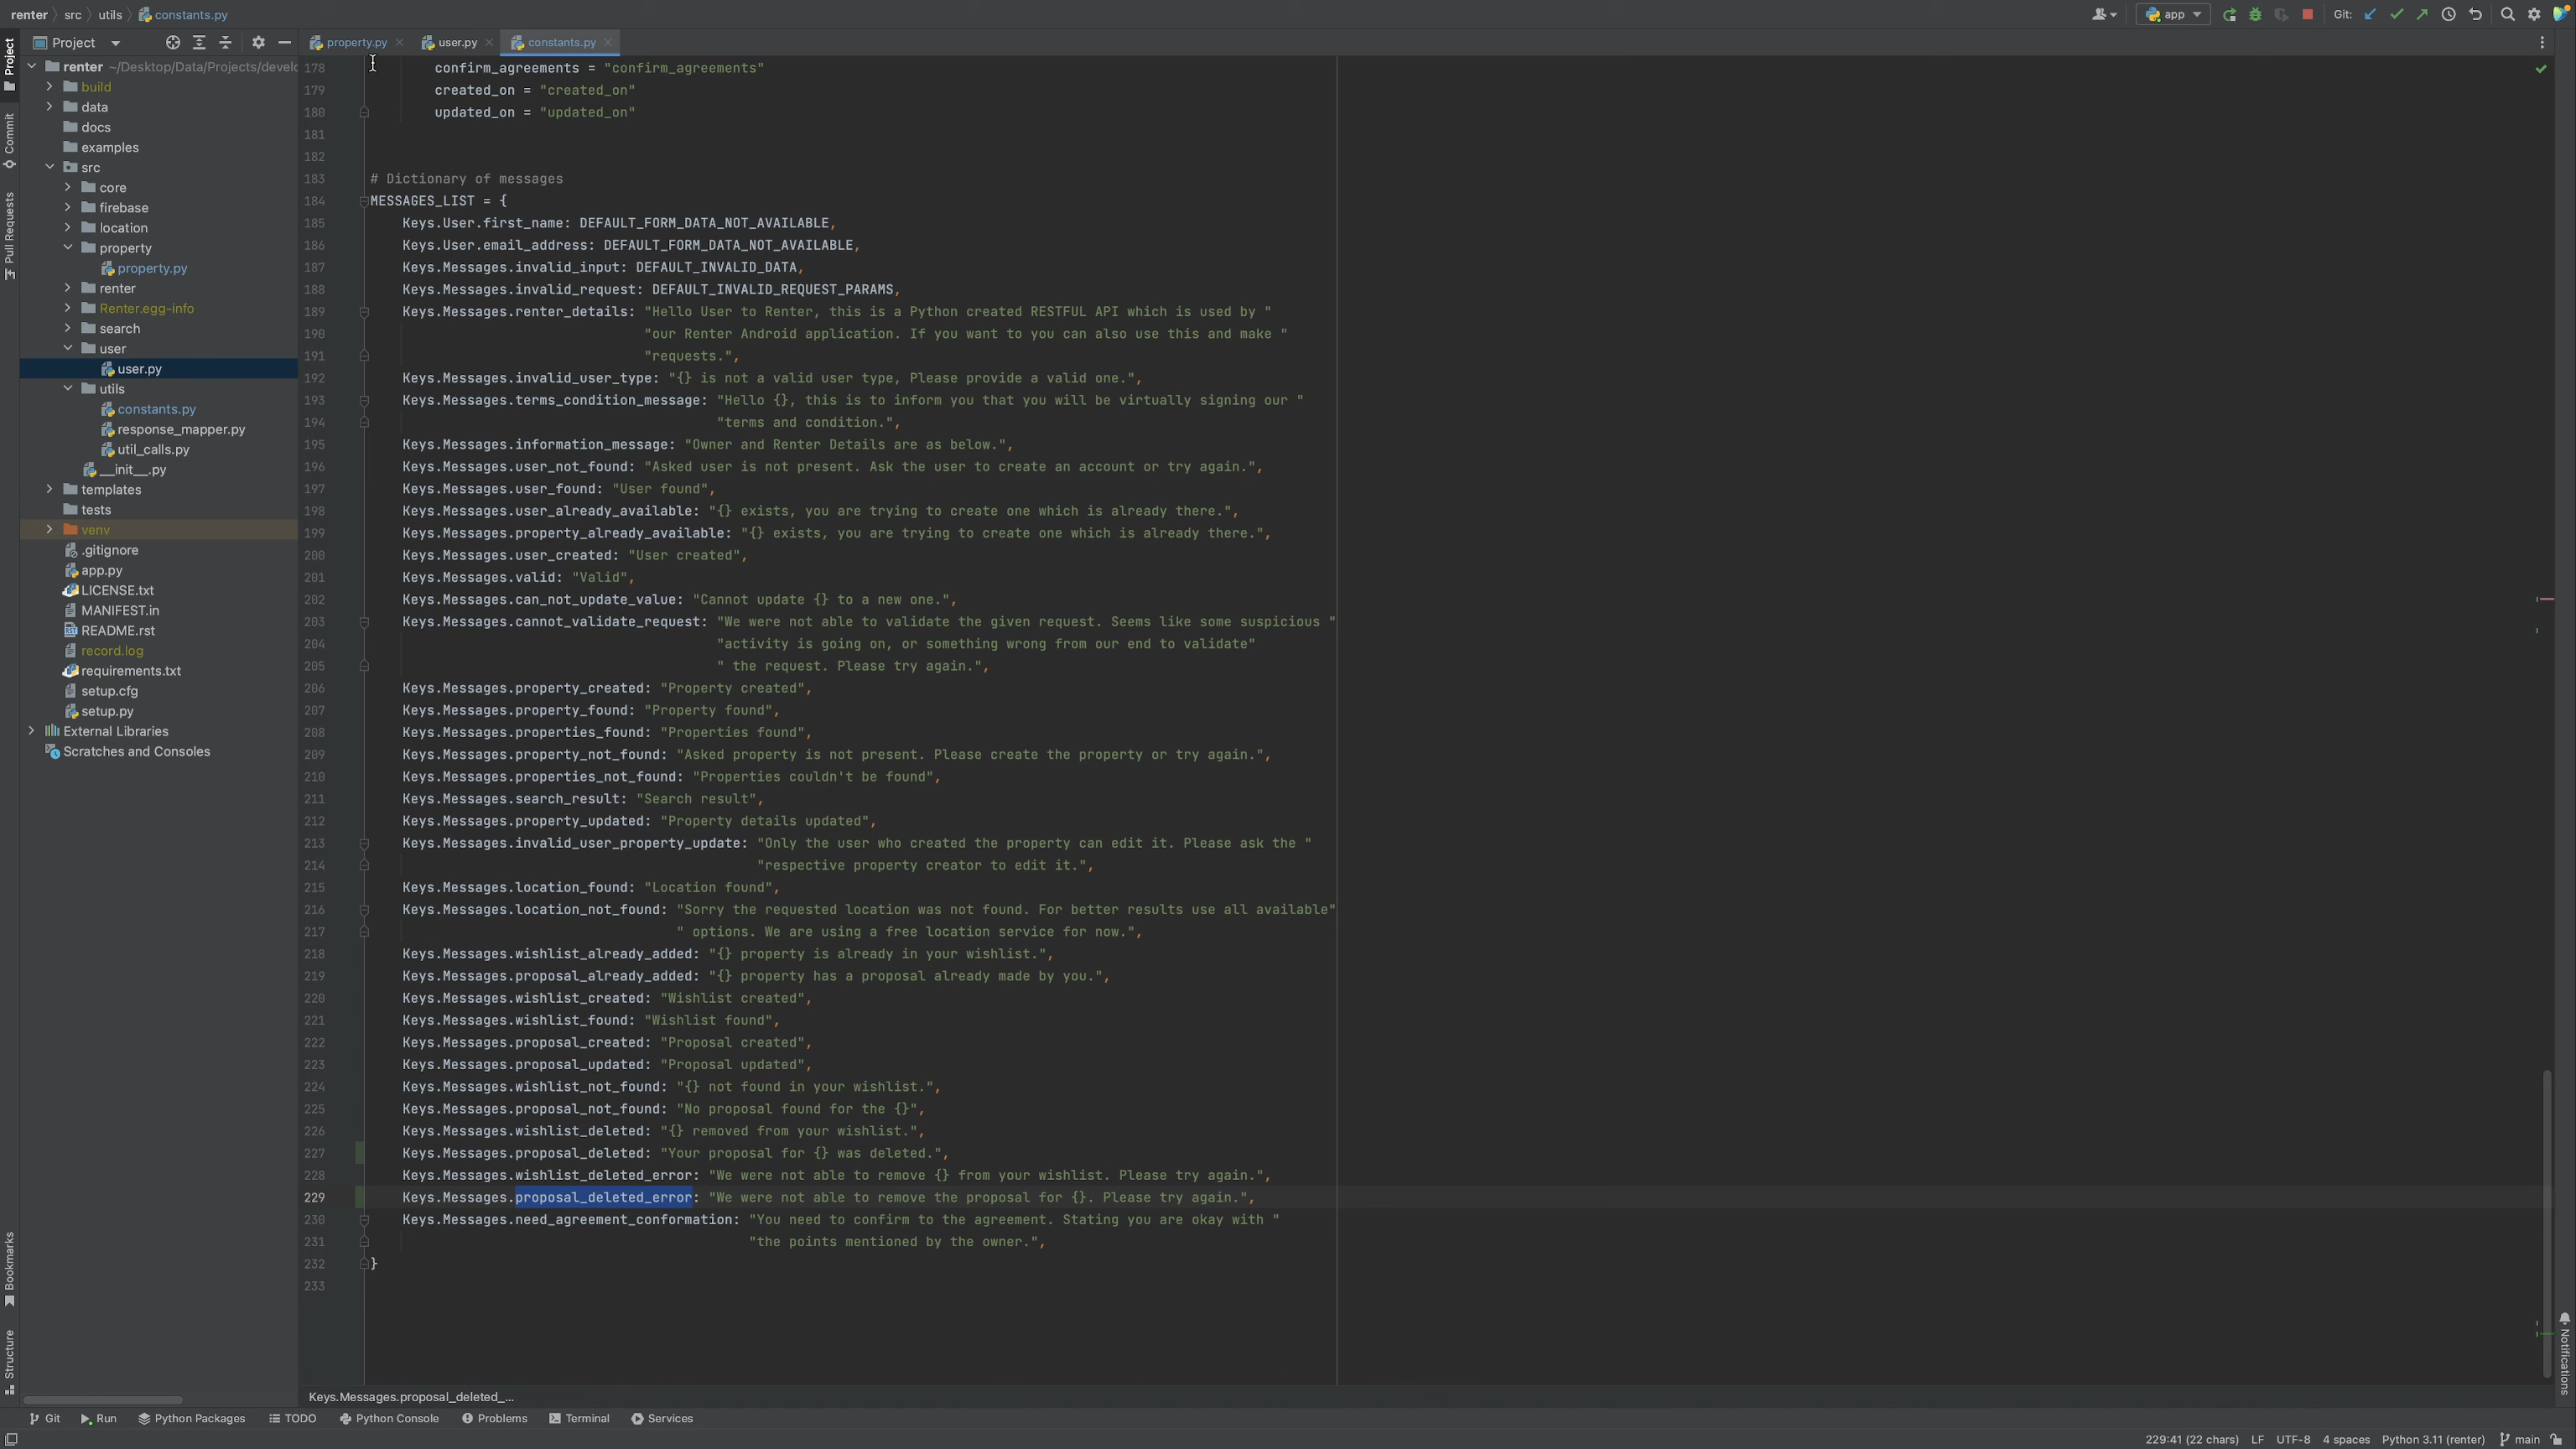 renter src utils constants.py
app
Git:
Project
property.py user.py constants.py
Project
Commit
Pull Requests
Bookmarks
Structure
Notifications
renter ~/Desktop/Data/Projects/develo
build
data
docs
examples
src
core
firebase
location
property
property.py
renter
Renter.egg-info
search
user
user.py
utils
constants.py
response_mapper.py
util_calls.py
__init__.py
templates
tests
venv
.gitignore
app.py
LICENSE.txt
MANIFEST.in
README.rst
record.log
requirements.txt
setup.cfg
setup.py
External Libraries
Scratches and Consoles
178 confirm_agreements = "confirm_agreements"
179 created_on = "created_on"
180 updated_on = "updated_on"
181
182
183 # Dictionary of messages
184 MESSAGES_LIST = {
185 Keys.User.first_name: DEFAULT_FORM_DATA_NOT_AVAILABLE,
186 Keys.User.email_address: DEFAULT_FORM_DATA_NOT_AVAILABLE,
187 Keys.Messages.invalid_input: DEFAULT_INVALID_DATA,
188 Keys.Messages.invalid_request: DEFAULT_INVALID_REQUEST_PARAMS,
189 Keys.Messages.renter_details: "Hello User to Renter, this is a Python created RESTFUL API which is used by "
190 "our Renter Android application. If you want to you can also use this and make "
191 "requests.",
192 Keys.Messages.invalid_user_type: "{} is not a valid user type, Please provide a valid one.",
193 Keys.Messages.terms_condition_message: "Hello {}, this is to inform you that you will be virtually signing our "
194 "terms and condition.",
195 Keys.Messages.information_message: "Owner and Renter Details are as below.",
196 Keys.Messages.user_not_found: "Asked user is not present. Ask the user to create an account or try again.",
197 Keys.Messages.user_found: "User found",
198 Keys.Messages.user_already_available: "{} exists, you are trying to create one which is already there.",
199 Keys.Messages.property_already_available: "{} exists, you are trying to create one which is already there.",
200 Keys.Messages.user_created: "User created",
201 Keys.Messages.valid: "Valid",
202 Keys.Messages.can_not_update_value: "Cannot update {} to a new one.",
203 Keys.Messages.cannot_validate_request: "We were not able to validate the given request. Seems like some suspicious "
204 "activity is going on, or something wrong from our end to validate"
205 " the request. Please try again.",
206 Keys.Messages.property_created: "Property created",
207 Keys.Messages.property_found: "Property found",
208 Keys.Messages.properties_found: "Properties found",
209 Keys.Messages.property_not_found: "Asked property is not present. Please create the property or try again.",
210 Keys.Messages.properties_not_found: "Properties couldn't be found",
211 Keys.Messages.search_result: "Search result",
212 Keys.Messages.property_updated: "Property details updated",
213 Keys.Messages.invalid_user_property_update: "Only the user who created the property can edit it. Please ask the "
214 "respective property creator to edit it.",
215 Keys.Messages.location_found: "Location found",
216 Keys.Messages.location_not_found: "Sorry the requested location was not found. For better results use all available"
217 " options. We are using a free location service for now.",
218 Keys.Messages.wishlist_already_added: "{} property is already in your wishlist.",
219 Keys.Messages.proposal_already_added: "{} property has a proposal already made by you.",
220 Keys.Messages.wishlist_created: "Wishlist created",
221 Keys.Messages.wishlist_found: "Wishlist found",
222 Keys.Messages.proposal_created: "Proposal created",
223 Keys.Messages.proposal_updated: "Proposal updated",
224 Keys.Messages.wishlist_not_found: "{} not found in your wishlist.",
225 Keys.Messages.proposal_not_found: "No proposal found for the {}",
226 Keys.Messages.wishlist_deleted: "{} removed from your wishlist.",
227 Keys.Messages.proposal_deleted: "Your proposal for {} was deleted.",
228 Keys.Messages.wishlist_deleted_error: "We were not able to remove {} from your wishlist. Please try again.",
229 Keys.Messages.proposal_deleted_error: "We were not able to remove the proposal for {}. Please try again.",
230 Keys.Messages.need_agreement_conformation: "You need to confirm to the agreement. Stating you are okay with "
231 "the points mentioned by the owner.",
232 }
233
Keys.Messages.proposal_deleted_...
Git Run Python Packages TODO Python Console Problems Terminal Services
229:41 (22 chars) LF UTF-8 4 spaces Python 3.11 (renter) main